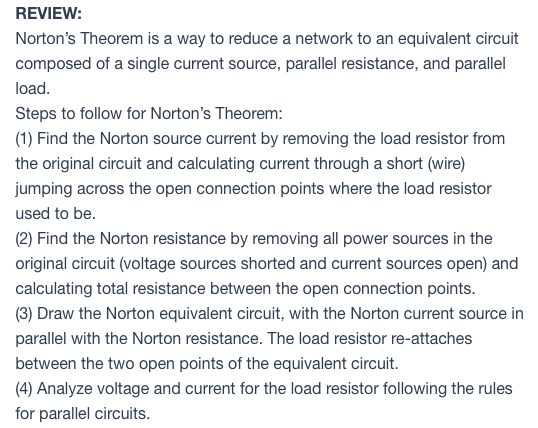 REVIEW:
Norton’s Theorem is a way to reduce a network to an equivalent circuit
composed of a single current source, parallel resistance, and parallel
load.
Steps to follow for Norton’s Theorem:
(1) Find the Norton source current by removing the load resistor from
the original circuit and calculating current through a short (wire)
jumping across the open connection points where the load resistor
used to be.
(2) Find the Norton resistance by removing all power sources in the
original circuit (voltage sources shorted and current sources open) and
calculating total resistance between the open connection points.
(3) Draw the Norton equivalent circuit, with the Norton current source in
parallel with the Norton resistance. The load resistor re-attaches
between the two open points of the equivalent circuit.
(4) Analyze voltage and current for the load resistor following the rules
for parallel circuits.